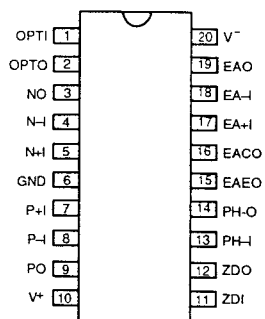 OPTI 1 20 V⁻
OPTO 2 19 EAO
NO 3 18 EA–I
N–I 4 17 EA+I
N+I 5 16 EACO
GND 6 15 EAEO
P+I 7 14 PH-O
P–I 8 13 PH–I
PO 9 12 ZDO
V⁺ 10 11 ZDI